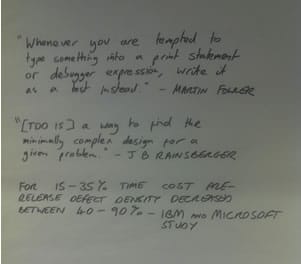 "Whenever you are tempted to
type something into a print statement
or debugger expression, write it
as a test instead." - MARTIN FOWLER
"[TDD IS] a way to find the
minimally complex design for a
given problem." - J B RAINSBERGER
FOR 15-35% TIME COST PRE-
RELEASE DEFECT DENSITY DECREASED
BETWEEN 40-90% - IBM AND MICROSOFT
STUDY